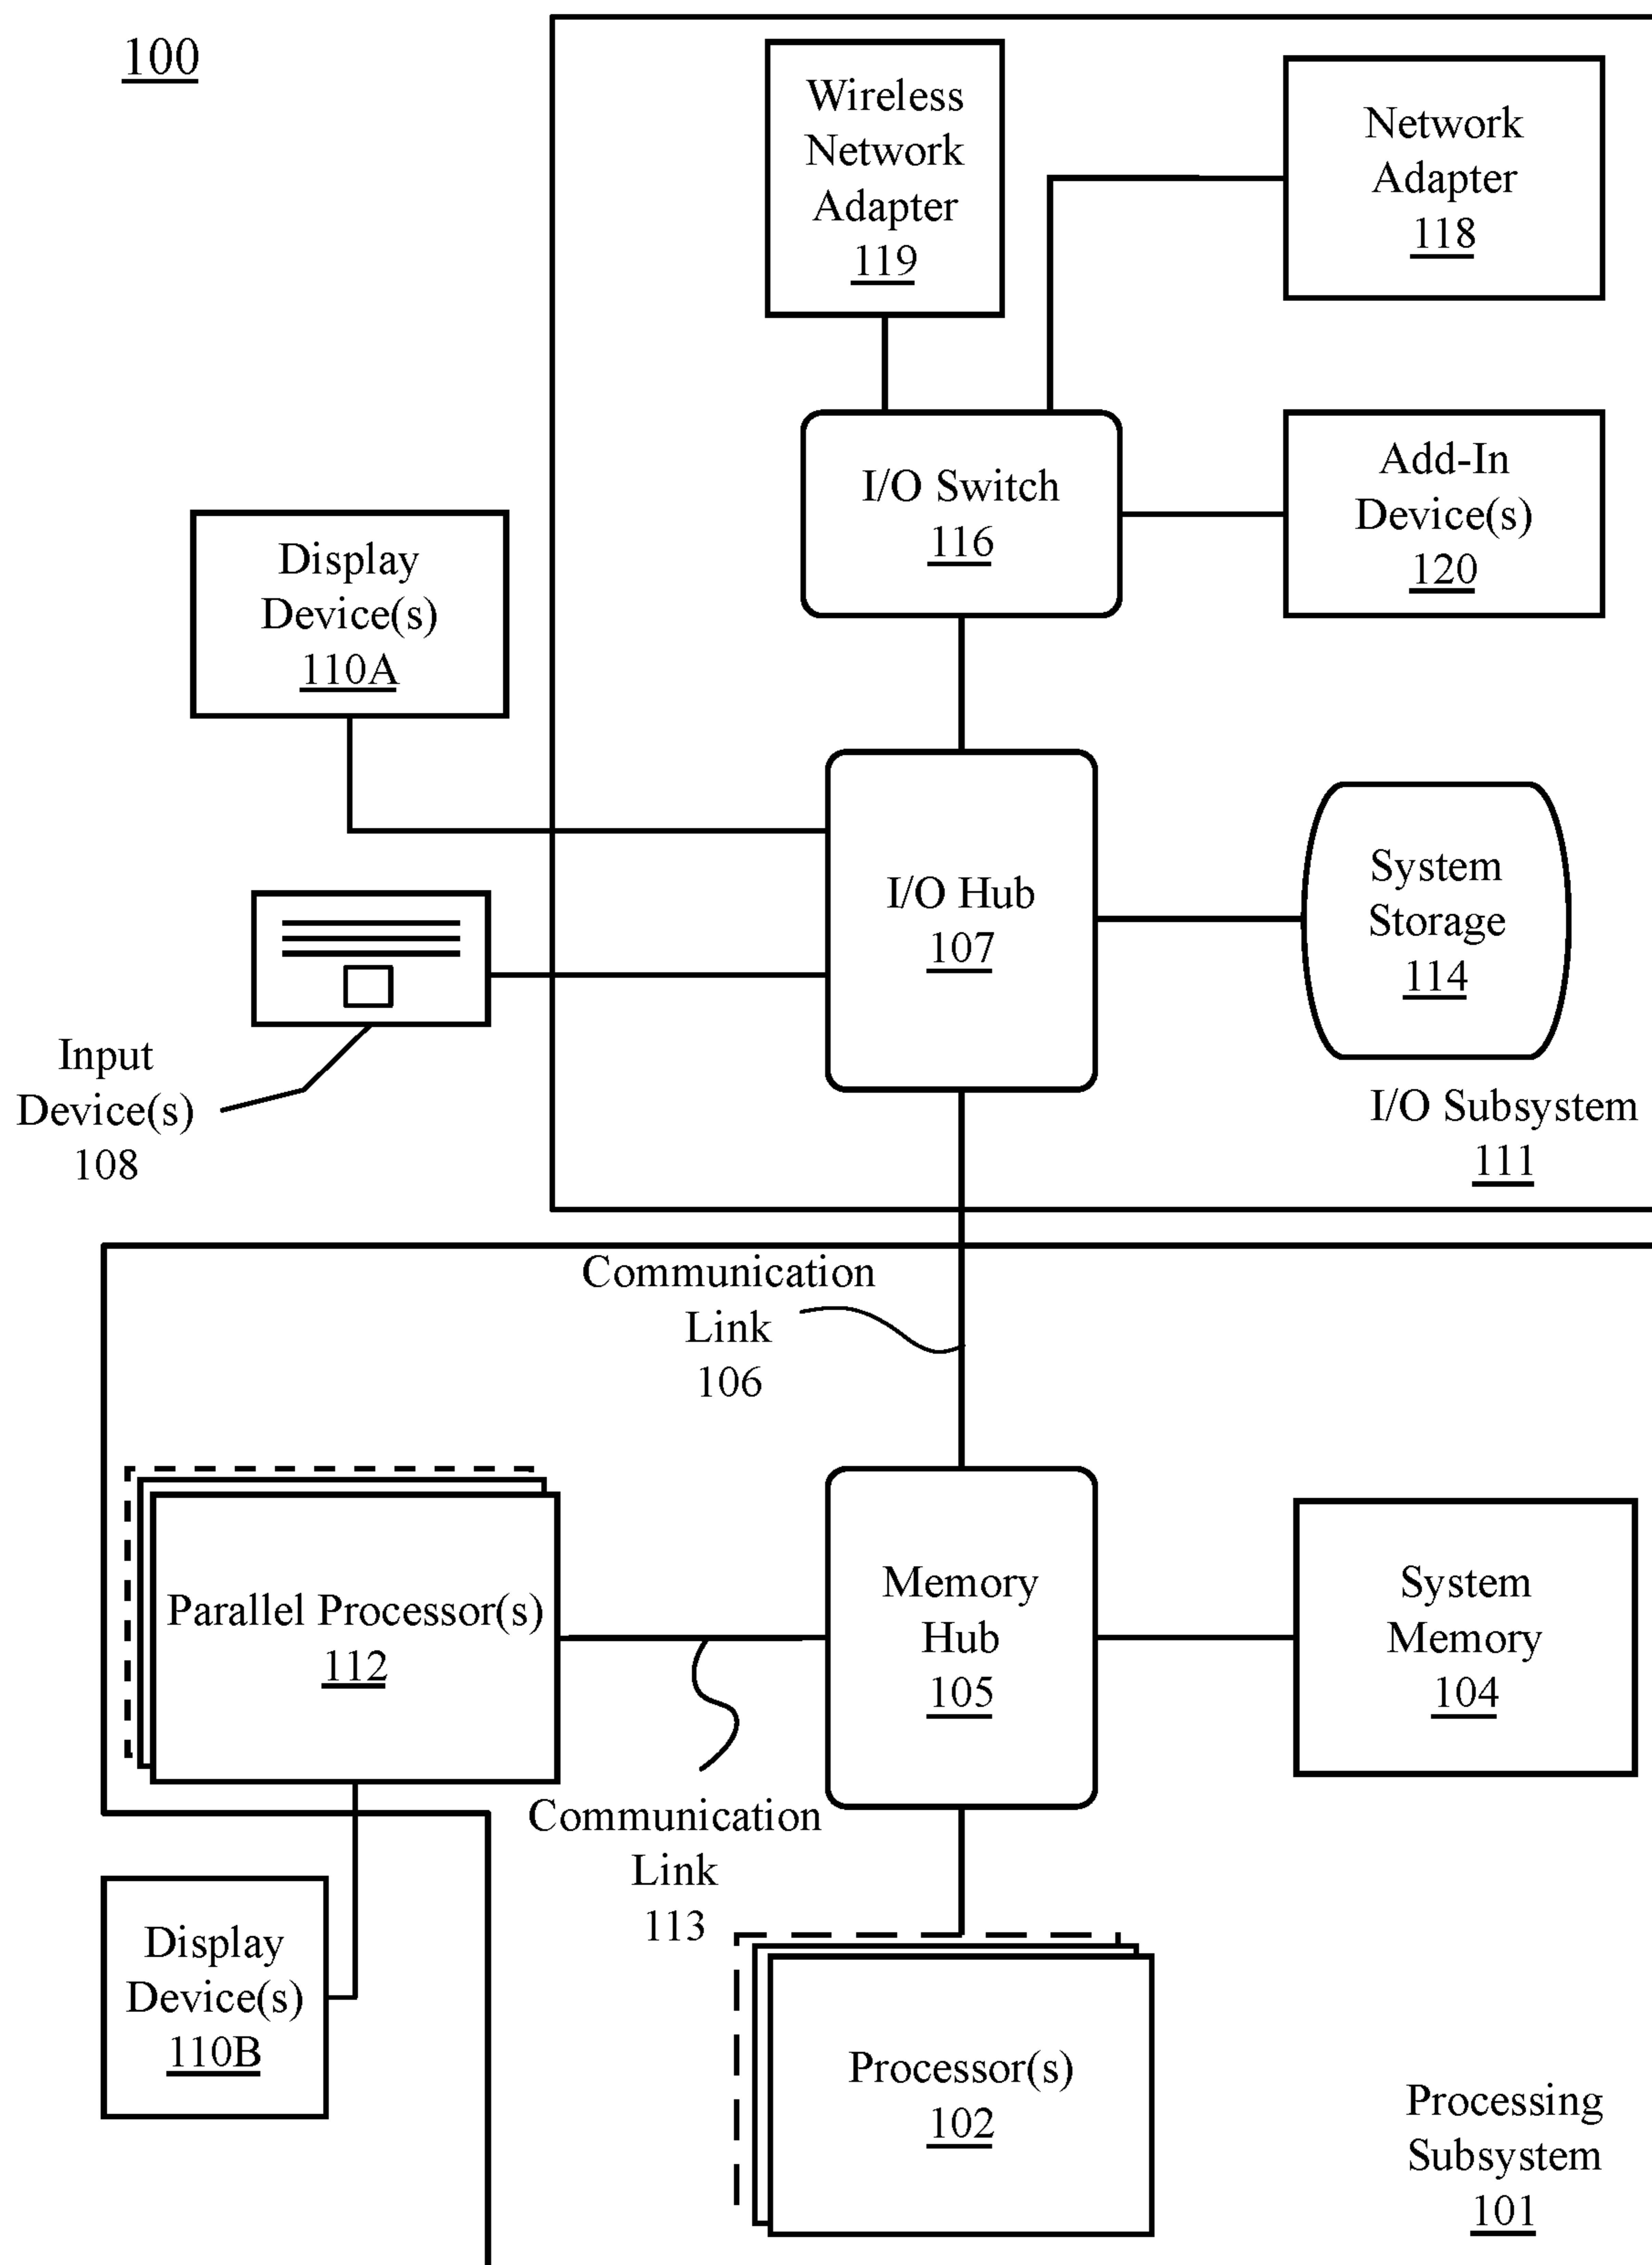 100
Wireless
Network
Adapter
119
Network
Adapter
118
I/O Switch
116
Add-In
Device(s)
120
Display
Device(s)
110A
I/O Hub
107
System
Storage
114
Input
Device(s)
108
I/O Subsystem
111
Communication
Link
106
Parallel Processor(s)
112
Memory
Hub
105
System
Memory
104
Communication
Link
113
Display
Device(s)
110B
Processor(s)
102
Processing
Subsystem
101